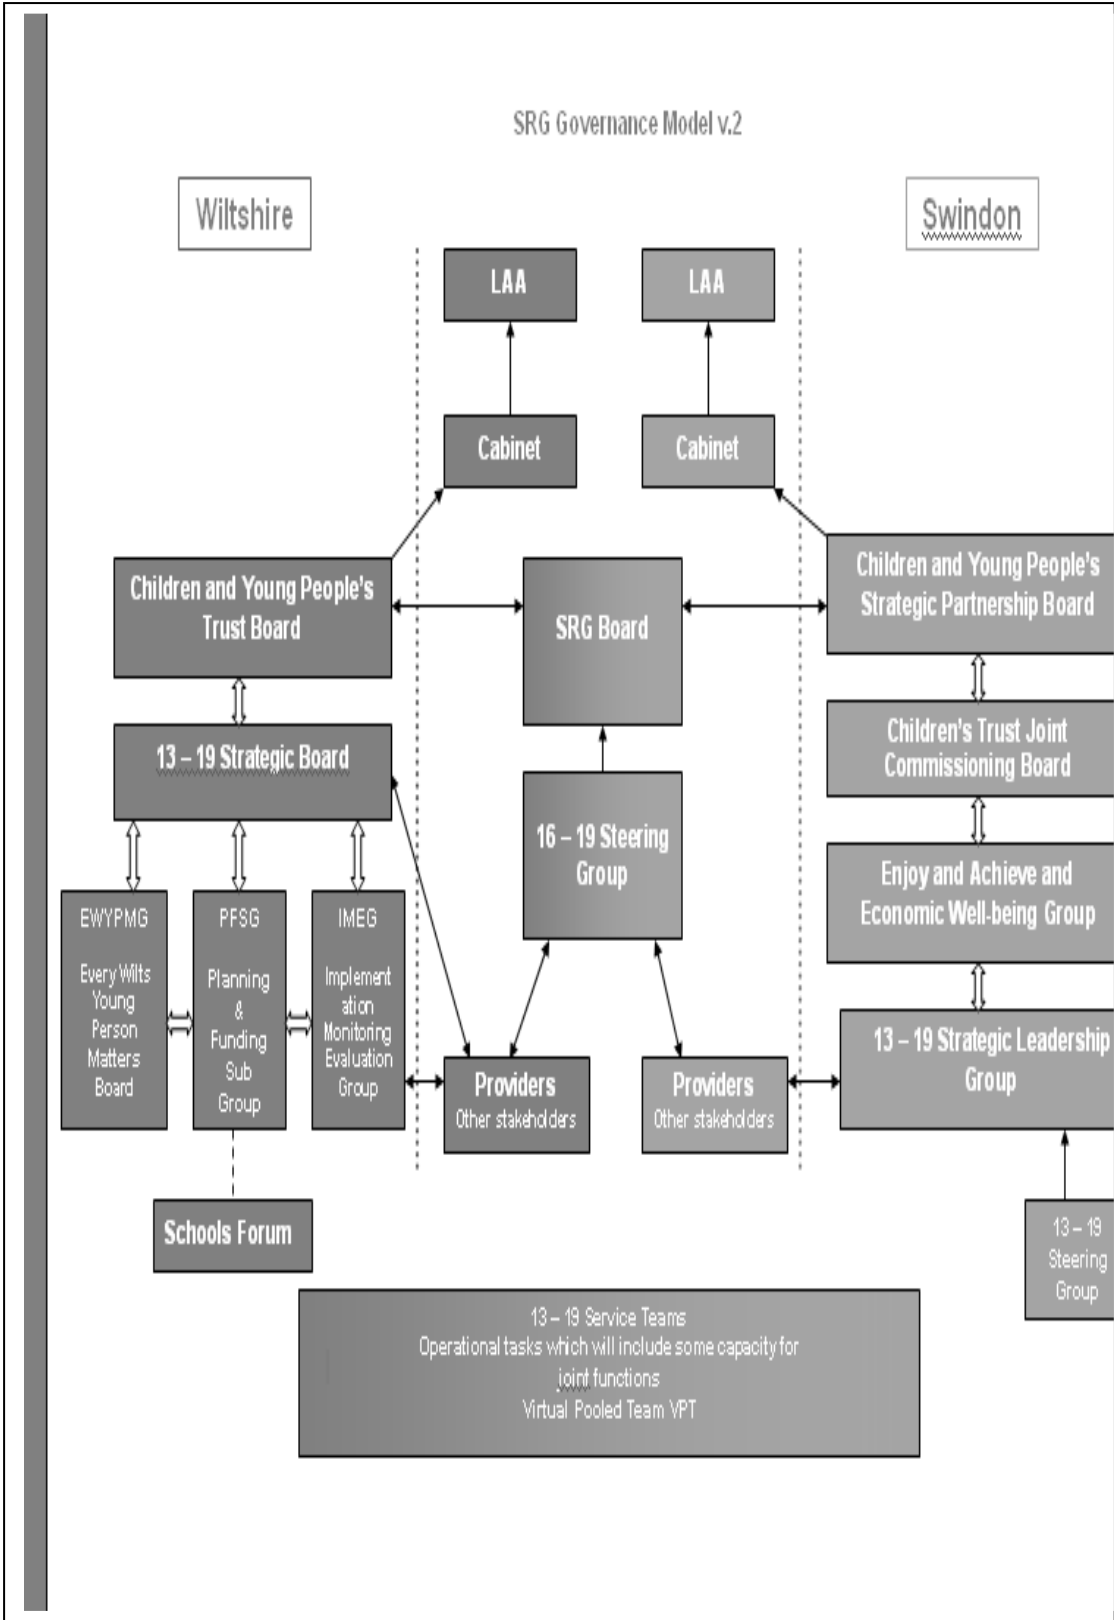 SRG Governance Model v.2
Wiltshire
Swindon
LAA
LAA
Cabinet
Cabinet
Children and Young People's
Trust Board
SRG Board
Children and Young People's
Strategic Partnership Board
13 – 19 Strategic Board
Children's Trust Joint
Commissioning Board
16 – 19 Steering
Group
Enjoy and Achieve and
Economic Well-being Group
EWYPMG
Every Wilts
Young
Person
Matters
Board
PFSG
Planning
&
Funding
Sub
Group
IMEG
Implement
ation
Monitoring
Evaluation
Group
Providers
Other stakeholders
Providers
Other stakeholders
13 – 19 Strategic Leadership
Group
Schools Forum
13 – 19
Steering
Group
13 – 19 Service Teams
Operational tasks which will include some capacity for
joint functions
Virtual Pooled Team VPT